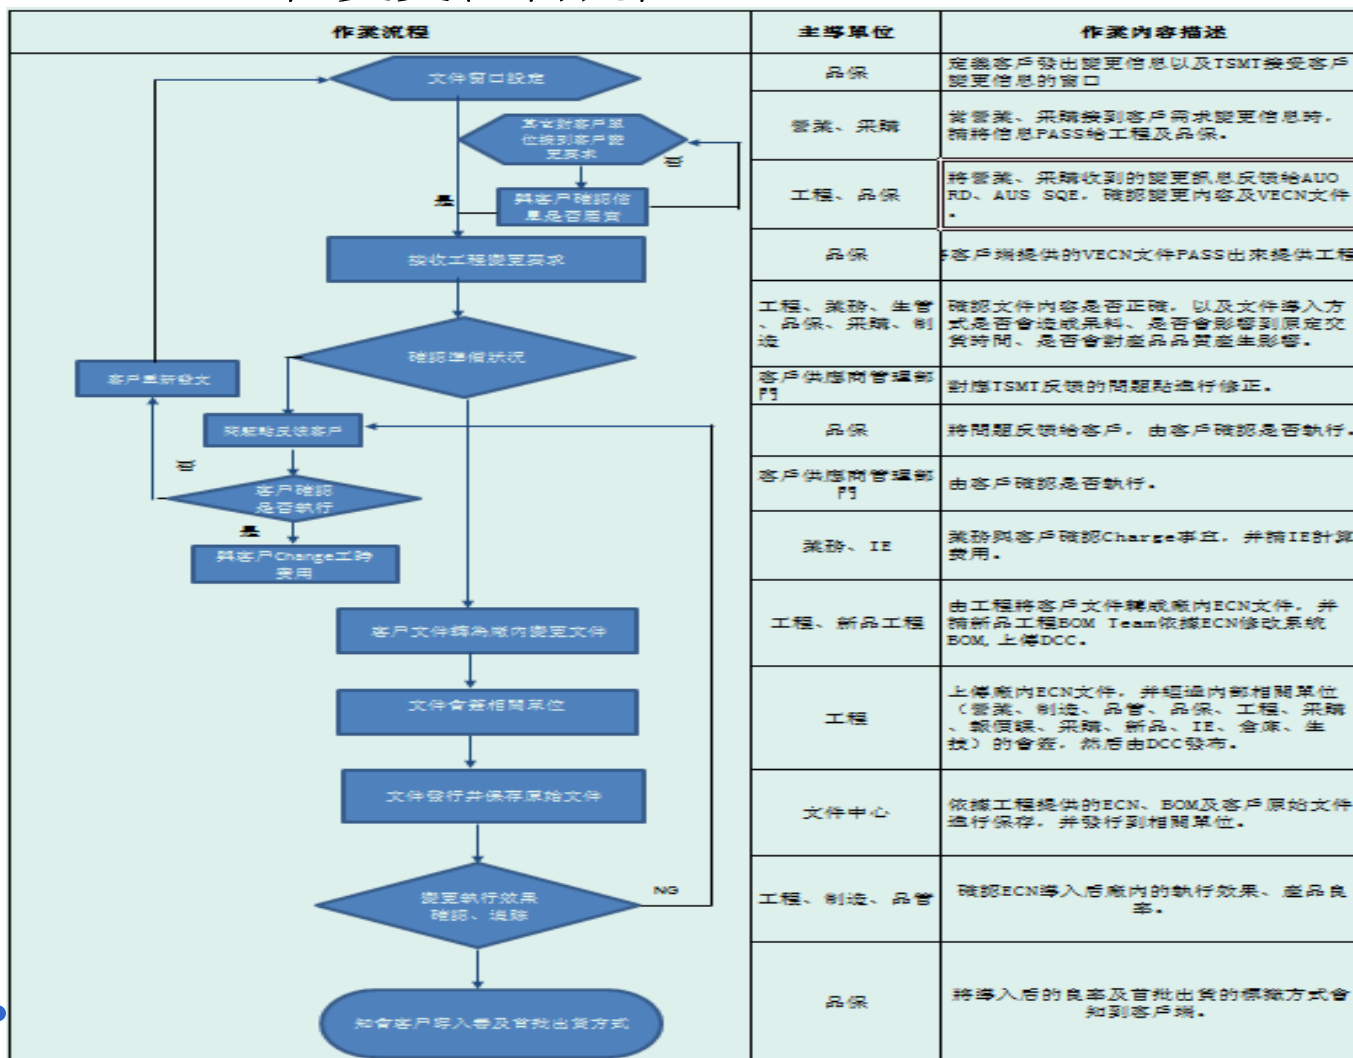 作業流程
主導單位
作業內容描述
文件窗口設定
品保
定義客戶發出變更信息以及TSMT接受客戶
變更信息的窗口
其它對客戶單
位接到客戶變
更要求
否
營業、采購
當營業、采購接到客戶需求變更信息時，
請將信息PASS給工程及品保。
是
與客戶確認信
息是否屬實
工程、品保
將營業、采購收到的變更訊息反饋給AUO
RD、AUS SQE，確認變更內容及VECN文件
。
接收工程變更要求
品保
客戶端提供的VECN文件PASS出來提供工程
確認準備狀況
工程、業務、生管
、品保、采購、制
造
確認文件內容是否正確，以及文件導入方
式是否會造成呆料、是否會影響到原定交
貨時間、是否會對產品品質產生影響。
客戶重新發文
客戶供應商管理部
門
對應TSMT反饋的問題點進行修正。
問題點反饋客戶
品保
將問題反饋給客戶，由客戶確認是否執行。
否
客戶確認
是否執行
客戶供應商管理部
門
由客戶確認是否執行。
是
與客戶Change工時
費用
業務、IE
業務與客戶確認Charge事宜，并請IE計算
費用。
客戶文件轉為廠內變更文件
工程、新品工程
由工程將客戶文件轉成廠內ECN文件，并
請新品工程BOM Team依據ECN修改系統
BOM,上傳DCC。
文件會簽相關單位
工程
上傳廠內ECN文件，并經過內部相關單位
（營業、制造、品管、品保、工程、采購
、報價課、采購、新品、IE、倉庫、生
技）的會簽，然后由DCC發布。
文件發行并保存原始文件
文件中心
依據工程提供的ECN、BOM及客戶原始文件
進行保存，并發行到相關單位。
變更執行效果
確認、追踪
NG
工程、制造、品管
確認ECN導入后廠內的執行效果、產品良
率。
知會客戶導入番及首批出貨方式
品保
將導入后的良率及首批出貨的標識方式會
知到客戶端。